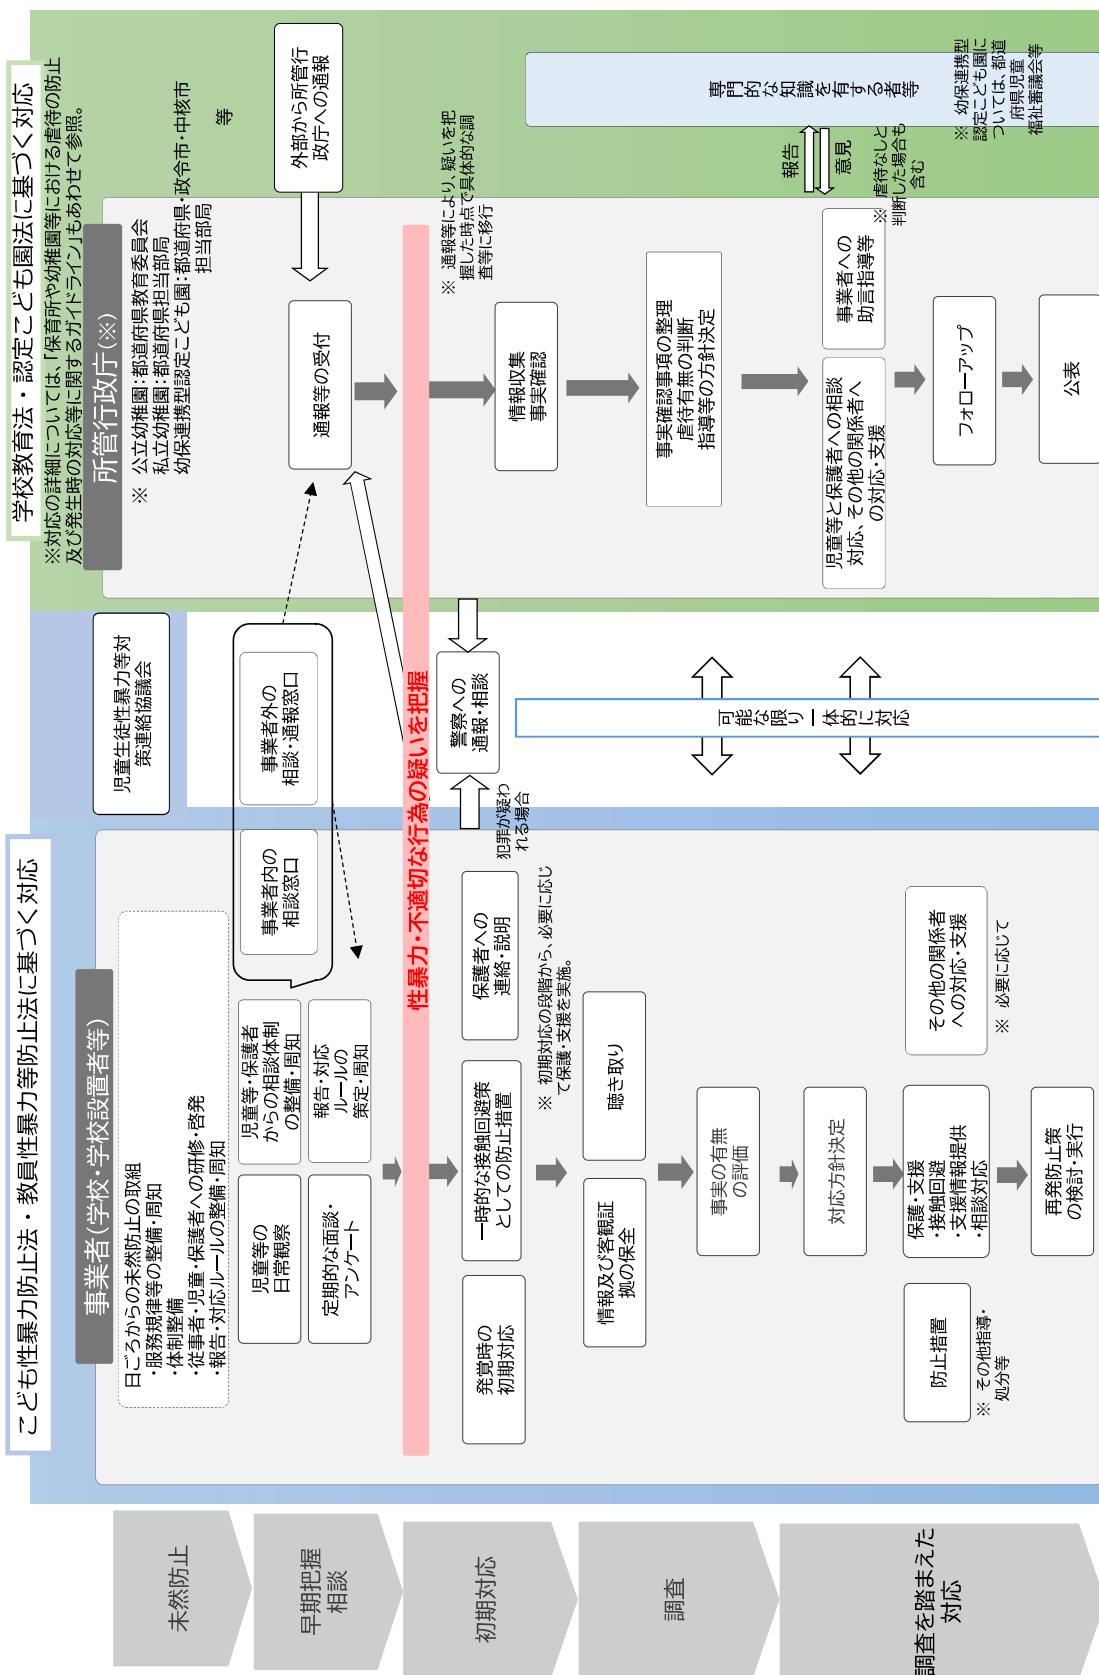 こども性暴力防止法・教員性暴力等防止法に基づく対応
学校教育法・認定こども園法に基づく対応
※対応の詳細については、「保育所や幼稚園等における虐待の防止
及び発生時の対応等に関するガイドライン」もあわせて参照。
未然防止
早期把握
相談
初期対応
調査
調査を踏まえた
対応
事業者(学校・学校設置者等)
日ごろからの未然防止の取組
・服務規律等の整備・周知
・体制整備
・従事者・児童・保護者への研修・啓発
・報告・対応ルールの整備・周知
児童等の
日常観察
児童等・保護者
からの相談体制
の整備・周知
定期的な面談・
アンケート
報告・対応
ルールの
策定・周知
事業者内の
相談窓口
事業者外の
相談・通報窓口
児童生徒性暴力等対
策連絡協議会
性暴力・不適切な行為の疑いを把握
発覚時の
初期対応
一時的な接触回避策
としての防止措置
保護者への
連絡・説明
犯罪が疑わ
れる場合
警察への
通報・相談
※ 初期対応の段階から、必要に応じ
て保護・支援を実施。
情報及び客観証
拠の保全
聴き取り
事実の有無
の評価
対応方針決定
防止措置
※ その他指導・
処分等
保護・支援
・接触回避
・支援情報提供
・相談対応
その他の関係者
への対応・支援
※ 必要に応じて
再発防止策
の検討・実行
可能な限り一体的に対応
所管行政庁(※)
※ 公立幼稚園:都道府県教育委員会
私立幼稚園:都道府県担当部局
幼保連携型認定こども園:都道府県・政令市・中核市
担当部局
等
通報等の受付
外部から所管行
政庁への通報
※ 通報等により、疑いを把
握した時点で具体的な調
査等に移行
情報収集
事実確認
事実確認事項の整理
虐待有無の判断
指導等の方針決定
児童等と保護者への相談
対応、その他の関係者へ
の対応・支援
事業者への
助言指導等
フォローアップ
公表
報告
意見
※ 虐待なしと
判断した場合も
含む
専門的な知識を有する者等
※ 幼保連携型
認定こども園に
ついては、都道
府県児童
福祉審議会等